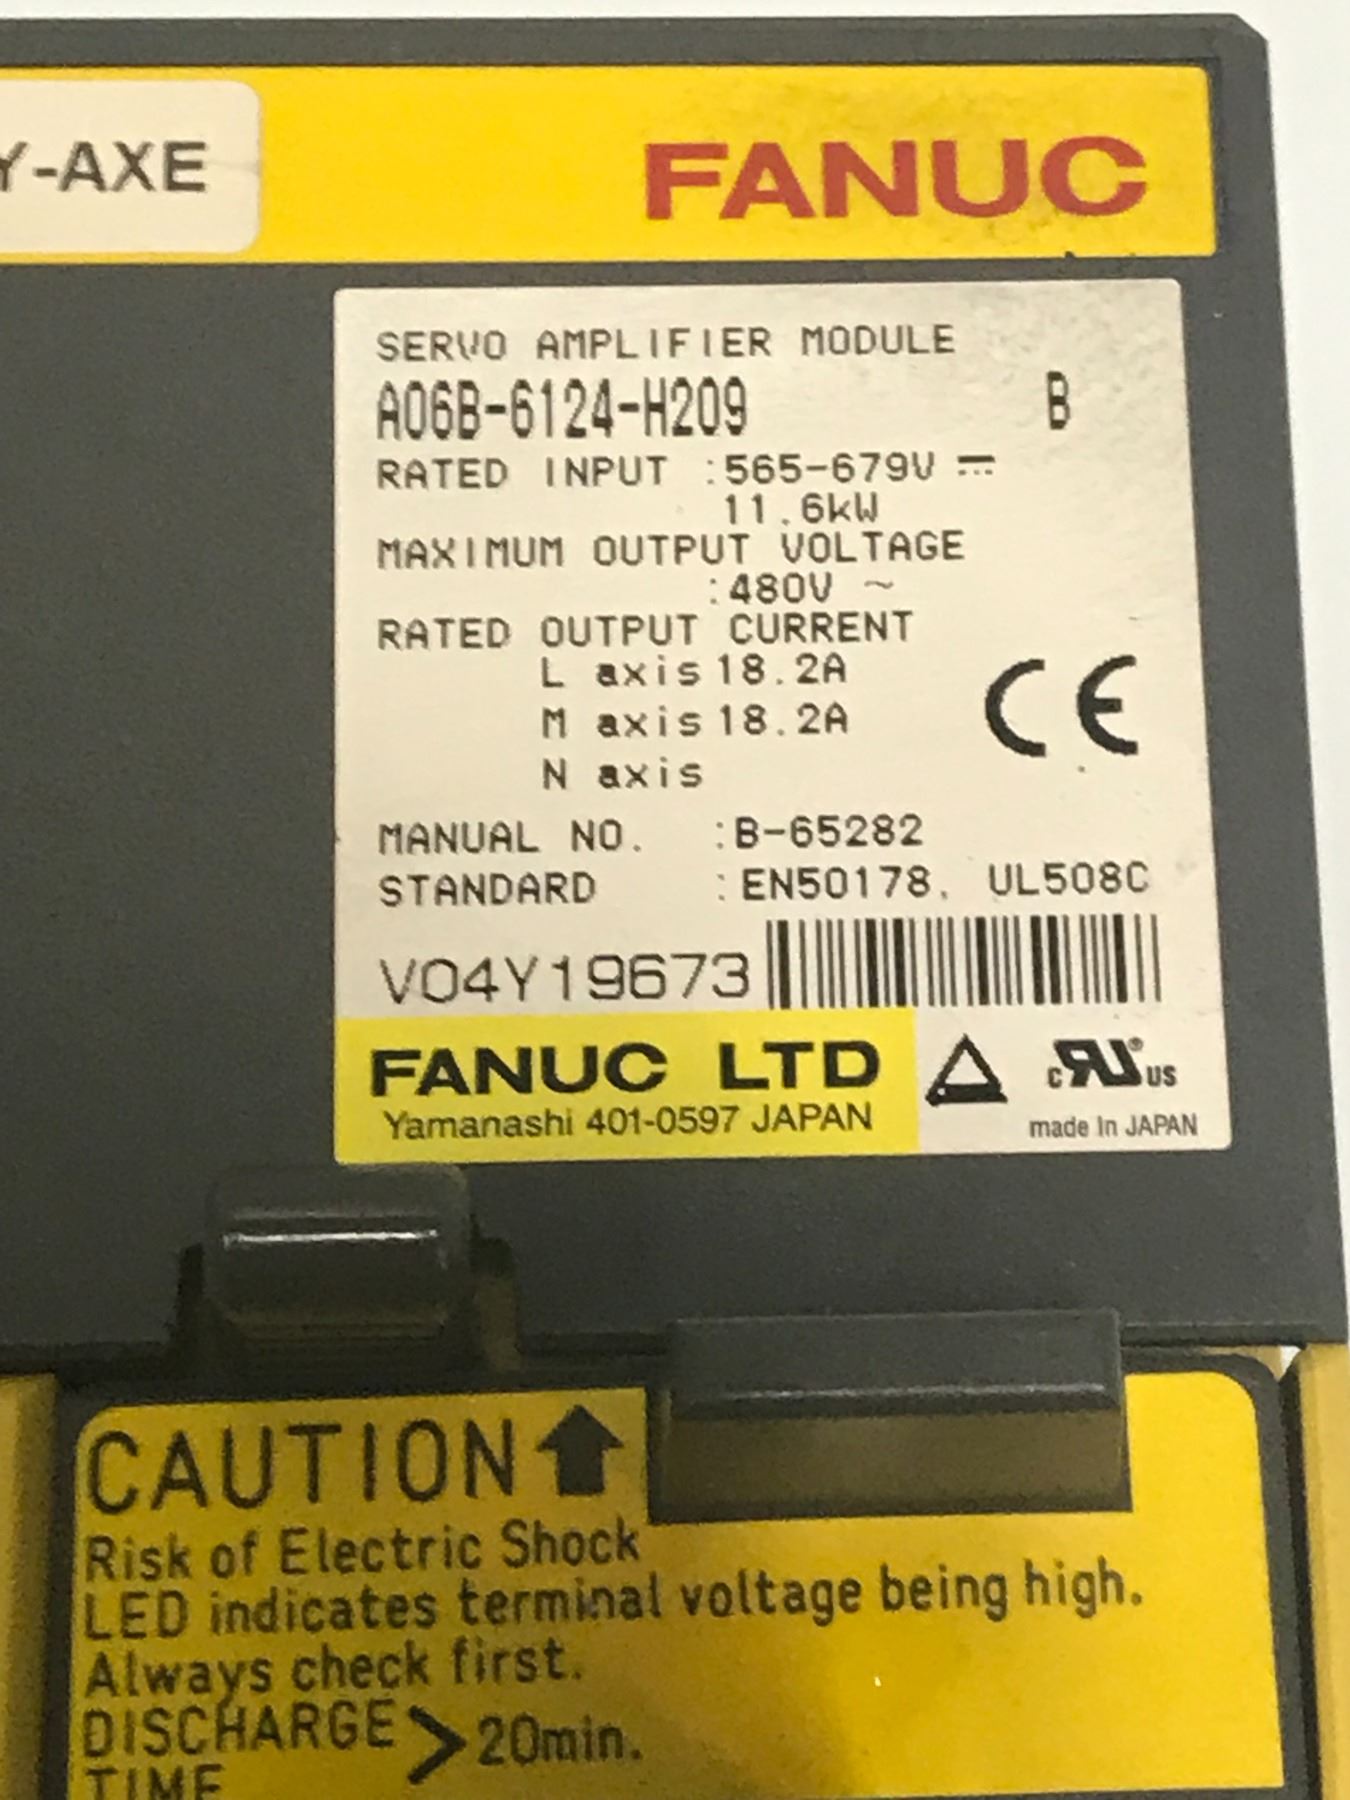 Y-AXE
FANUC
SERVO AMPLIFIER MODULE
A06B-6124-H209 B
RATED INPUT :565-679V ⎓
11.6kW
MAXIMUM OUTPUT VOLTAGE
:480V ~
RATED OUTPUT CURRENT
L axis 18.2A
M axis 18.2A
N axis
CE
MANUAL NO. :B-65282
STANDARD :EN50178, UL508C
V04Y19673
FANUC LTD
Yamanashi 401-0597 JAPAN
c RU ® US
made in JAPAN
CAUTION
Risk of Electric Shock
LED indicates terminal voltage being high.
Always check first.
DISCHARGE > 20min.
TIME